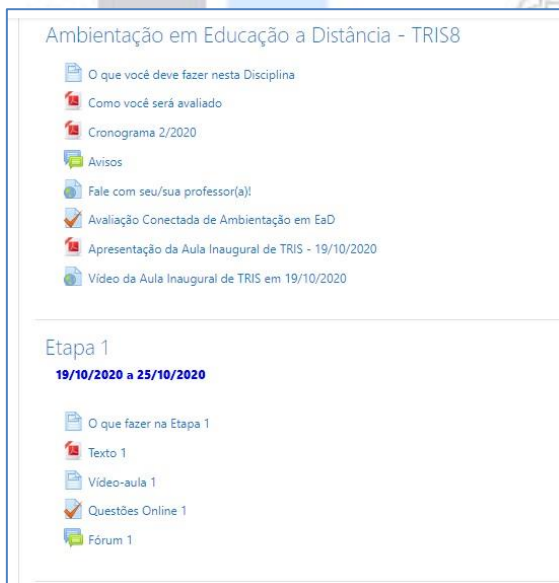 Ambientação em Educação a Distância - TRIS8
O que você deve fazer nesta Disciplina
Como você será avaliado
Cronograma 2/2020
Avisos
Fale com seu/sua professor(a)!
Avaliação Conectada de Ambientação em EaD
Apresentação da Aula Inaugural de TRIS - 19/10/2020
Vídeo da Aula Inaugural de TRIS em 19/10/2020
Etapa 1
19/10/2020 a 25/10/2020
O que fazer na Etapa 1
Texto 1
Vídeo-aula 1
Questões Online 1
Fórum 1